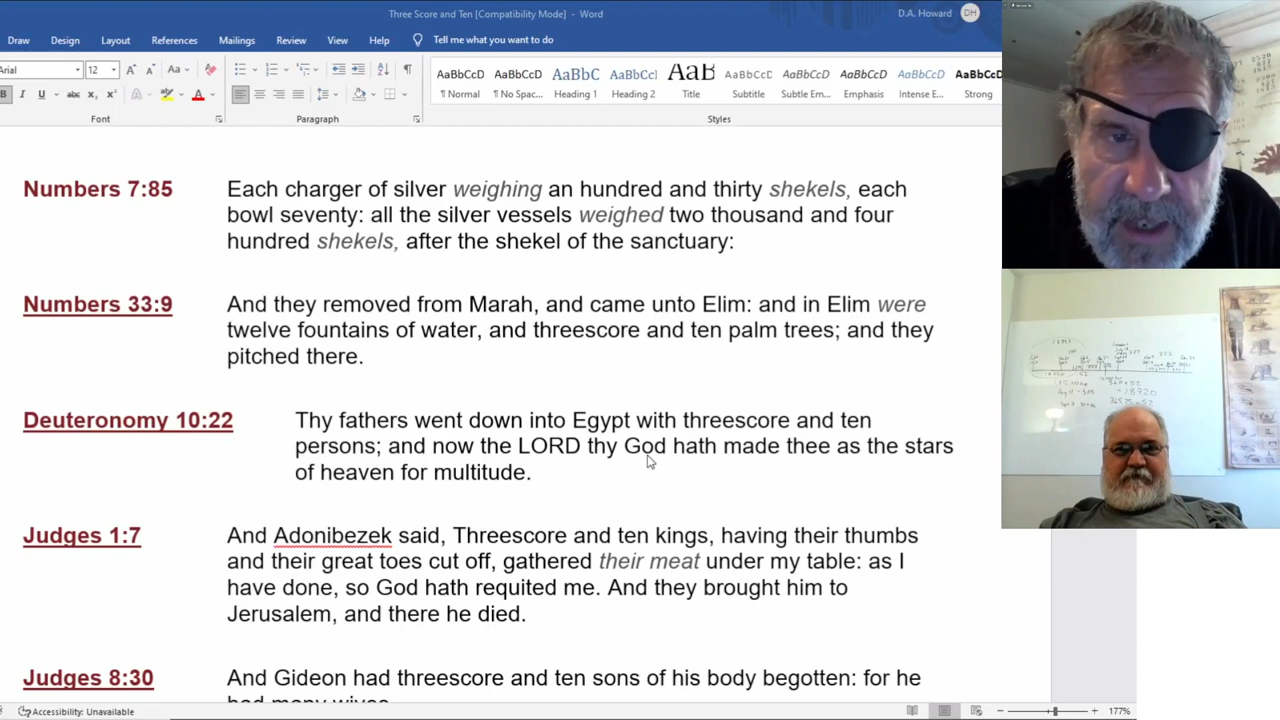 Three Score and Ten [Compatibility Mode] - Word
D.A. Howard
DH
Draw Design Layout References Mailings Review View Help Tell me what you want to do
Arial 12
AaBbCcD AaBbCcD AaBbC AaBbCcD AaB AaBbCcD AaBbCcD AaBbCcD AaBbCcD AaBbCcD
¶ Normal ¶ No Spac... Heading 1 Heading 2 Title Subtitle Subtle Em... Emphasis Intense E... Strong
Font Paragraph Styles
Numbers 7:85 Each charger of silver weighing an hundred and thirty shekels, each
bowl seventy: all the silver vessels weighed two thousand and four
hundred shekels, after the shekel of the sanctuary:
Numbers 33:9 And they removed from Marah, and came unto Elim: and in Elim were
twelve fountains of water, and threescore and ten palm trees; and they
pitched there.
Deuteronomy 10:22 Thy fathers went down into Egypt with threescore and ten
persons; and now the LORD thy God hath made thee as the stars
of heaven for multitude.
Judges 1:7 And Adonibezek said, Threescore and ten kings, having their thumbs
and their great toes cut off, gathered their meat under my table: as I
have done, so God hath requited me. And they brought him to
Jerusalem, and there he died.
Judges 8:30 And Gideon had threescore and ten sons of his body begotten: for he
had many wives
Accessibility: Unavailable
177%